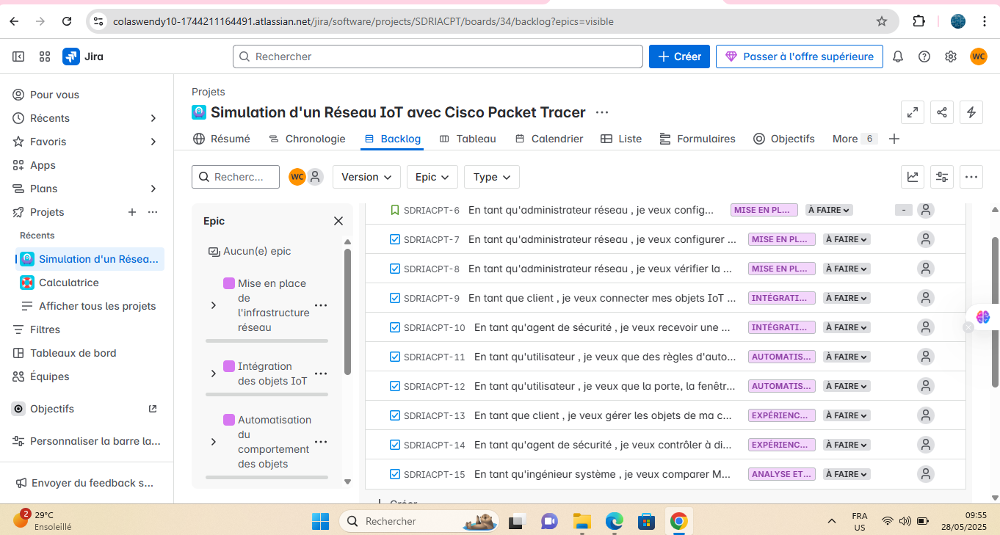 colaswendy10-1744211164491.atlassian.net/jira/software/projects/SDRIACPT/boards/34/backlog?epics=visible
Jira
Rechercher
Créer
Passer à l'offre supérieure
WC
Pour vous
Récents
Favoris
Apps
Plans
Projets
Récents
Simulation d'un Résea...
Calculatrice
Afficher tous les projets
Filtres
Tableaux de bord
Équipes
Objectifs
Personnaliser la barre la...
Envoyer du feedback s...
Projets
Simulation d'un Réseau IoT avec Cisco Packet Tracer
Résumé
Chronologie
Backlog
Tableau
Calendrier
Liste
Formulaires
Objectifs
More 6
Recherc...
WC
Version
Epic
Type
Epic
Aucun(e) epic
Mise en place
de
l'infrastructure
réseau
Intégration
des objets IoT
Automatisation
du
comportement
des objets
SDRIACPT-6 En tant qu'administrateur réseau , je veux config... MISE EN PL... À FAIRE -
SDRIACPT-7 En tant qu'administrateur réseau , je veux configurer ... MISE EN PL... À FAIRE
SDRIACPT-8 En tant qu'administrateur réseau , je veux vérifier la ... MISE EN PL... À FAIRE
SDRIACPT-9 En tant que client , je veux connecter mes objets IoT ... INTÉGRATI... À FAIRE
SDRIACPT-10 En tant qu'agent de sécurité , je veux recevoir une ... INTÉGRATI... À FAIRE
SDRIACPT-11 En tant qu'utilisateur , je veux que des règles d'auto... AUTOMATIS... À FAIRE
SDRIACPT-12 En tant qu'utilisateur , je veux que la porte, la fenêtr... AUTOMATIS... À FAIRE
SDRIACPT-13 En tant que client , je veux gérer les objets de ma c... EXPÉRIENC... À FAIRE
SDRIACPT-14 En tant qu'agent de sécurité , je veux contrôler à di... EXPÉRIENC... À FAIRE
SDRIACPT-15 En tant qu'ingénieur système , je veux comparer M... ANALYSE ET... À FAIRE
Créer
2
29°C
Ensoleillé
Rechercher
FRA
US
09:55
28/05/2025